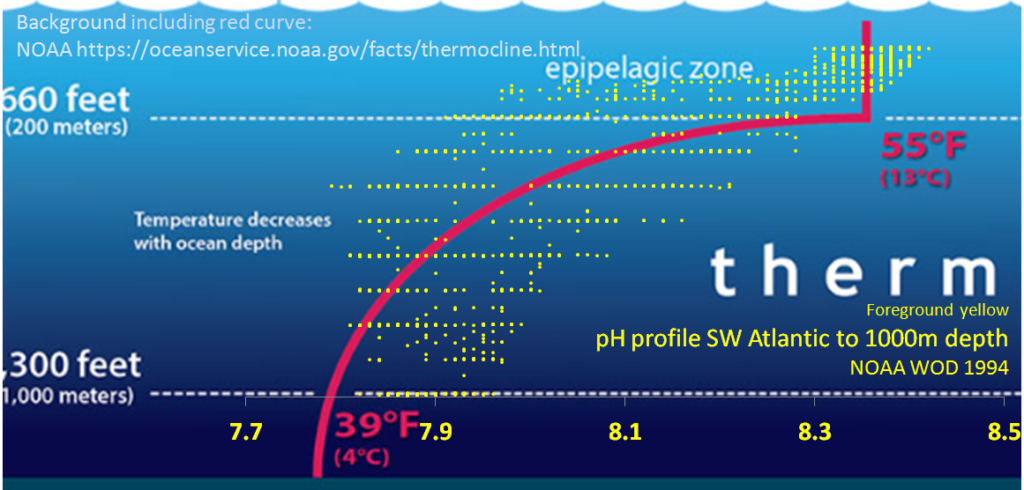 Background including red curve:
NOAA https://oceanservice.noaa.gov/facts/thermocline.html
epipelagic zone
660 feet
(200 meters)
55°F
(13°C)
Temperature decreases
with ocean depth
therm
Foreground yellow
pH profile SW Atlantic to 1000m depth
NOAA WOD 1994
,300 feet
1,000 meters)
39°F
(4°C)
7.7 7.9 8.1 8.3 8.5